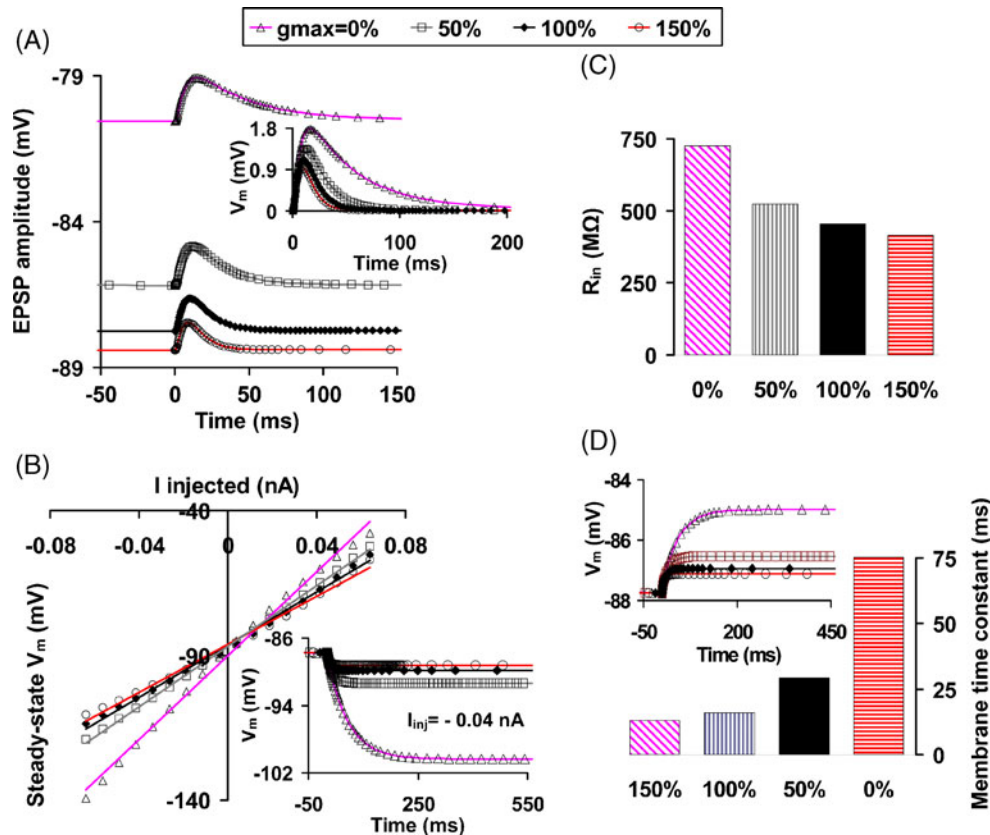 gmax=0% 50% 100% 150%
(A)
-79
-84
-89
EPSP amplitude (mV)
-50 0 50 100 150
Time (ms)
1.8
0.9
0
Vm (mV)
0 100 200
Time (ms)
(C)
750
500
250
0
Rin (MΩ)
0% 50% 100% 150%
(B)
I injected (nA)
-40
-0.08 -0.04 0 0.04 0.08
-90
-140
Steady-state Vm (mV)
-86
-94
-102
Vm (mV)
Iinj= - 0.04 nA
-50 250 550
Time (ms)
(D)
-84
-86
-88
Vm (mV)
-50 200 450
Time (ms)
75
50
25
0
Membrane time constant (ms)
150% 100% 50% 0%